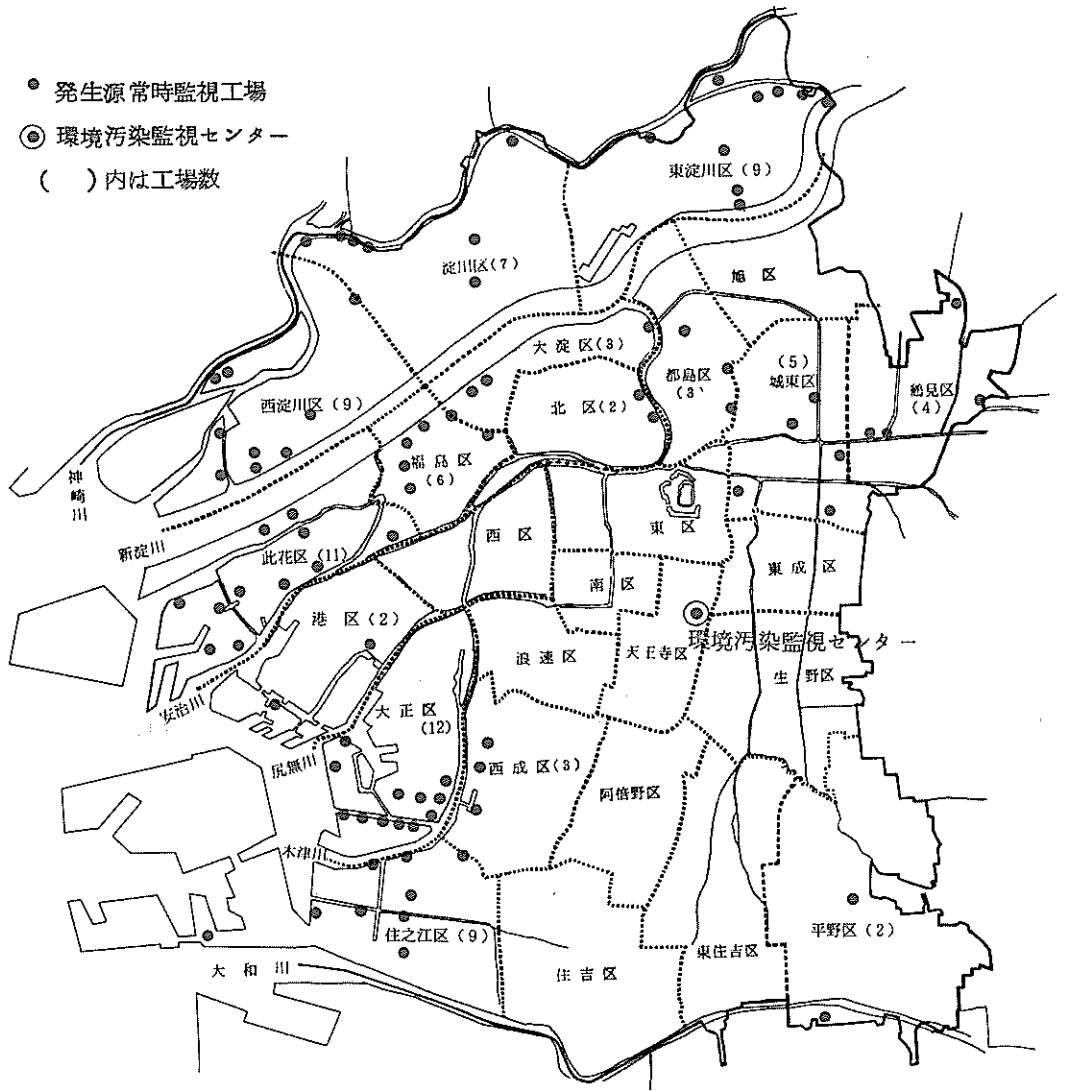 発生源常時監視工場
環境汚染監視センター
( )内は工場数
東淀川区(9)
淀川区(7)
旭区
大淀区(3)
都島区
(3)
(5)
城東区
鶴見区
(4)
西淀川区(9)
北区(2)
福島区
(6)
神崎川
新淀川
此花区(11)
西区
東区
東成区
南区
港区(2)
環境汚染監視センター
浪速区
天王寺区
生野区
安治川
大正区
(12)
尻無川
西成区(3)
阿倍野区
木津川
住之江区(9)
平野区(2)
東住吉区
住吉区
大和川